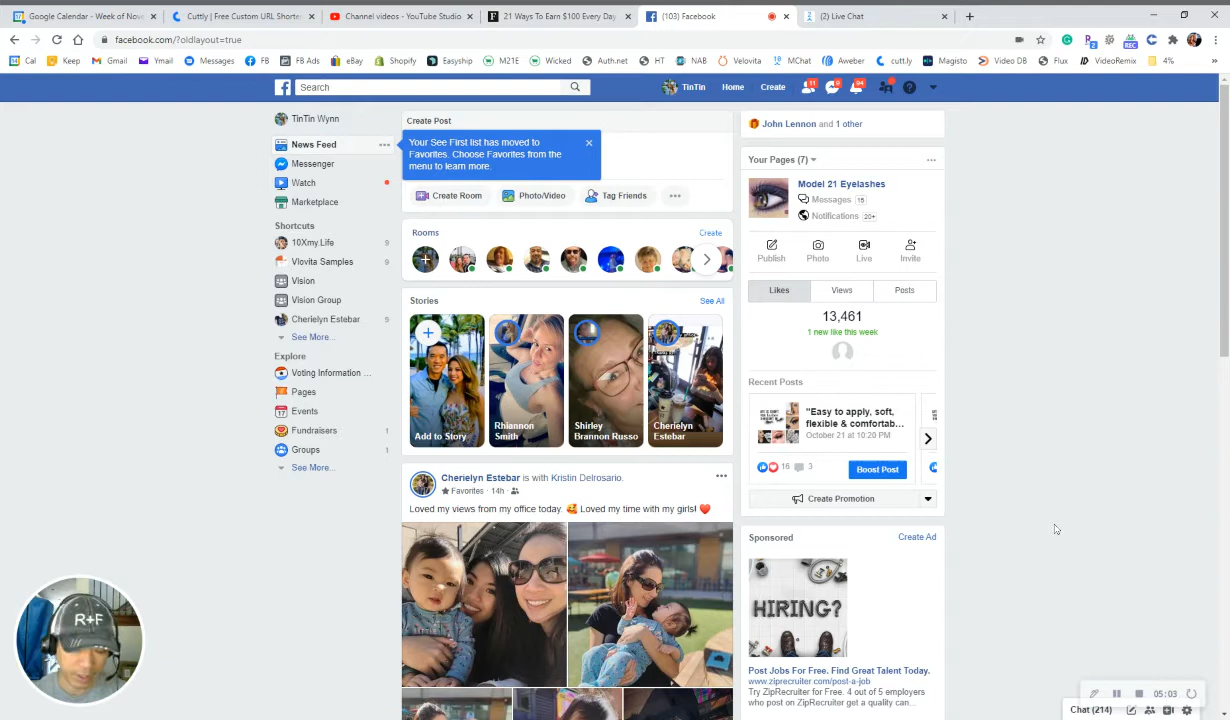 Google Calendar - Week of Nove
Cuttly | Free Custom URL Shorte
Channel videos - YouTube Studio
21 Ways To Earn $100 Every Day
(103) Facebook
(2) Live Chat
facebook.com/?oldlayout=true
Cal
Keep
Gmail
Ymail
Messages
FB
FB Ads
eBay
Shopify
Easyship
M21E
Wicked
Auth.net
HT
NAB
Velovita
MChat
Aweber
cutt.ly
Magisto
Video DB
Flux
VideoRemix
4%
Search
TinTin
Home
Create
11
9
94
TinTin Wynn
News Feed
Messenger
Watch
Marketplace
Shortcuts
10Xmy.Life 9
Vlovita Samples 9
Vision
Vision Group
Cherielyn Estebar 9
See More...
Explore
Voting Information ...
Pages
Events
Fundraisers 1
Groups 1
See More...
Create Post
Your See First list has moved to
Favorites. Choose Favorites from the
menu to learn more.
Create Room
Photo/Video
Tag Friends
Rooms
Create
Stories
See All
Add to Story
Rhiannon
Smith
Shirley
Brannon Russo
Cherielyn
Estebar
Cherielyn Estebar is with Kristin Delrosario.
Favorites · 14h ·
Loved my views from my office today. 🥰 Loved my time with my girls! ❤️
John Lennon and 1 other
Your Pages (7)
Model 21 Eyelashes
Messages 15
Notifications 20+
Publish
Photo
Live
Invite
Likes
Views
Posts
13,461
1 new like this week
Recent Posts
"Easy to apply, soft,
flexible & comfortab...
October 21 at 10:20 PM
16
3
Boost Post
Create Promotion
Sponsored
Create Ad
HIRING?
Post Jobs For Free. Find Great Talent Today.
www.ziprecruiter.com/post-a-job
Try ZipRecruiter for Free. 4 out of 5 employers
who post on ZipRecruiter get a quality can...
R+F
05:03
Chat (214)